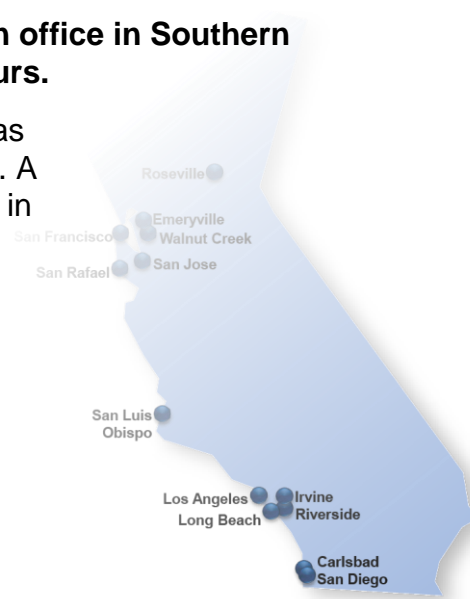 n office in Southern
urs.
as
. A
in
Roseville
Emeryville
San Francisco
Walnut Creek
San Jose
San Rafael
San Luis
Obispo
Los Angeles
Irvine
Riverside
Long Beach
Carlsbad
San Diego